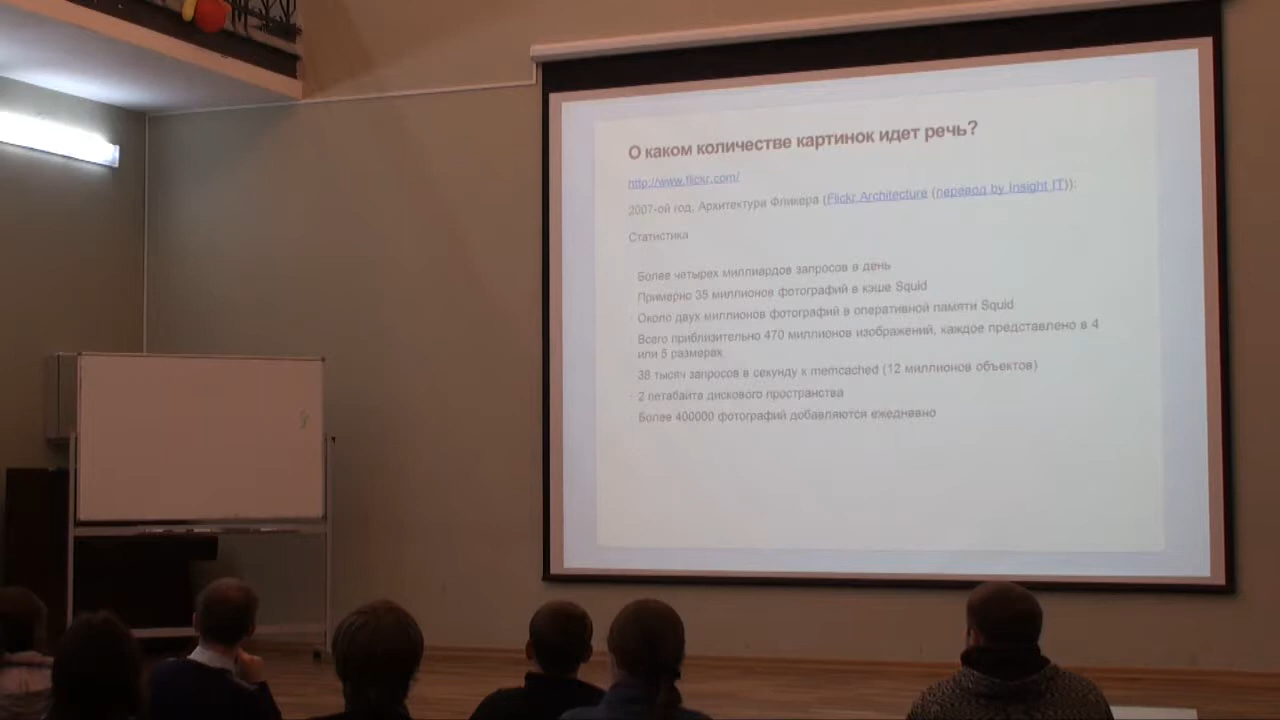 О каком количестве картинок идет речь?
http://www.flickr.com/
2007-ой год. Архитектура Фликера (Flickr Architecture (перевод by Insight IT)):
Статистика
Более четырех миллиардов запросов в день
Примерно 35 миллионов фотографий в кэше Squid
Около двух миллионов фотографий в оперативной памяти Squid
Всего приблизительно 470 миллионов изображений, каждое представлено в 4
или 5 размерах
38 тысяч запросов в секунду к memcached (12 миллионов объектов)
2 петабайта дискового пространства
Более 400000 фотографий добавляются ежедневно